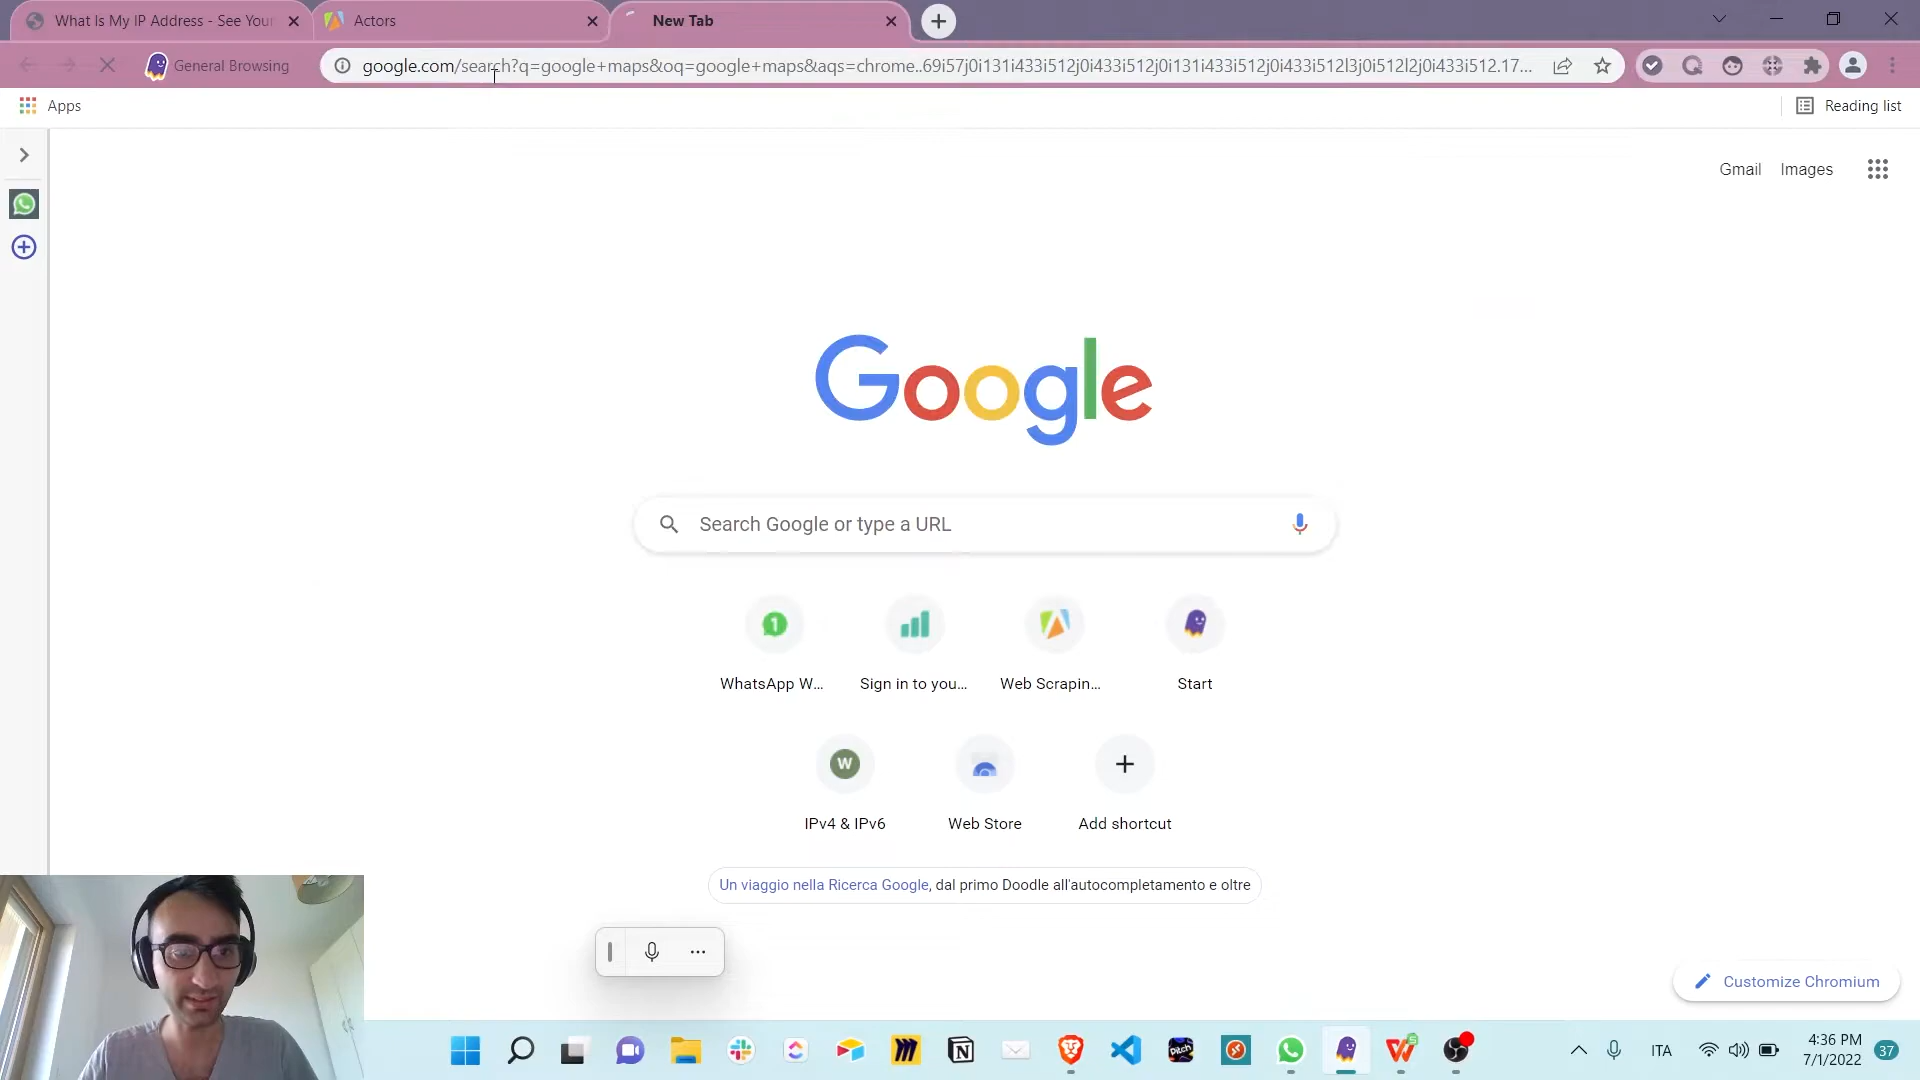 What Is My IP Address - See Your
Actors
New Tab
General Browsing
google.com/search?q=google+maps&oq=google+maps&aqs=chrome..69i57j0i131i433i512j0i433i512j0i131i433i512j0i433i512l3j0i512l2j0i433i512.17...
Apps
Reading list
Gmail
Images
Google
Search Google or type a URL
1
WhatsApp W...
Sign in to you...
Web Scrapin...
Start
W
IPv4 & IPv6
Web Store
Add shortcut
Un viaggio nella Ricerca Google, dal primo Doodle all'autocompletamento e oltre
Customize Chromium
Pitch
ITA
4:36 PM
7/1/2022
37